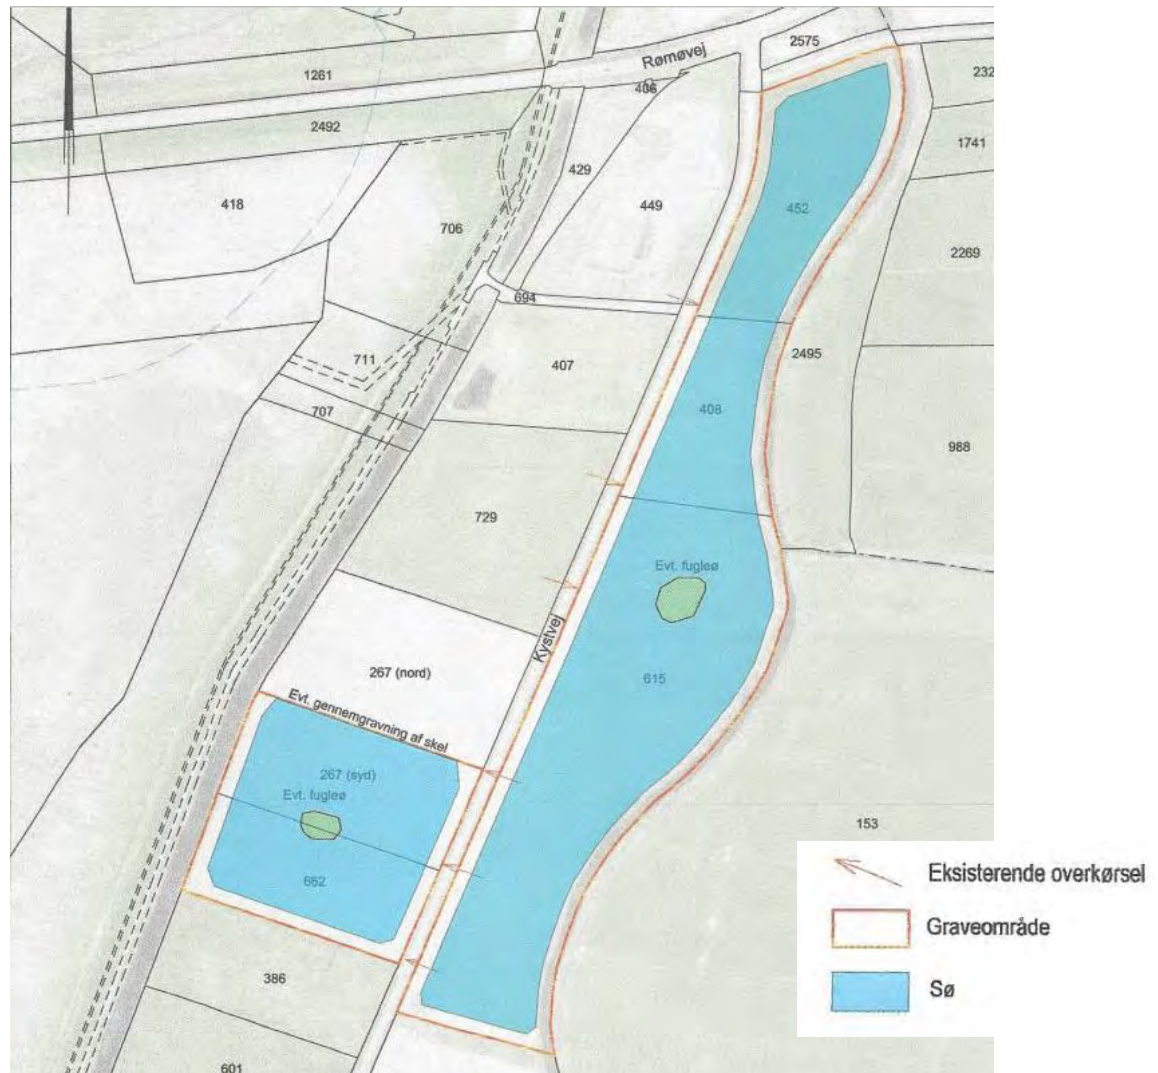 2575
Rømøvej
232
1261
406
2492
1741
429
418
449
452
706
2269
694
711
407
2495
707
408
988
729
Evt. fugleø
Kystvej
267 (nord)
615
Evt. gennemgravning af skel
267 (syd)
Evt. fugleø
153
662
Eksisterende overkørsel
Graveområde
386
Sø
601